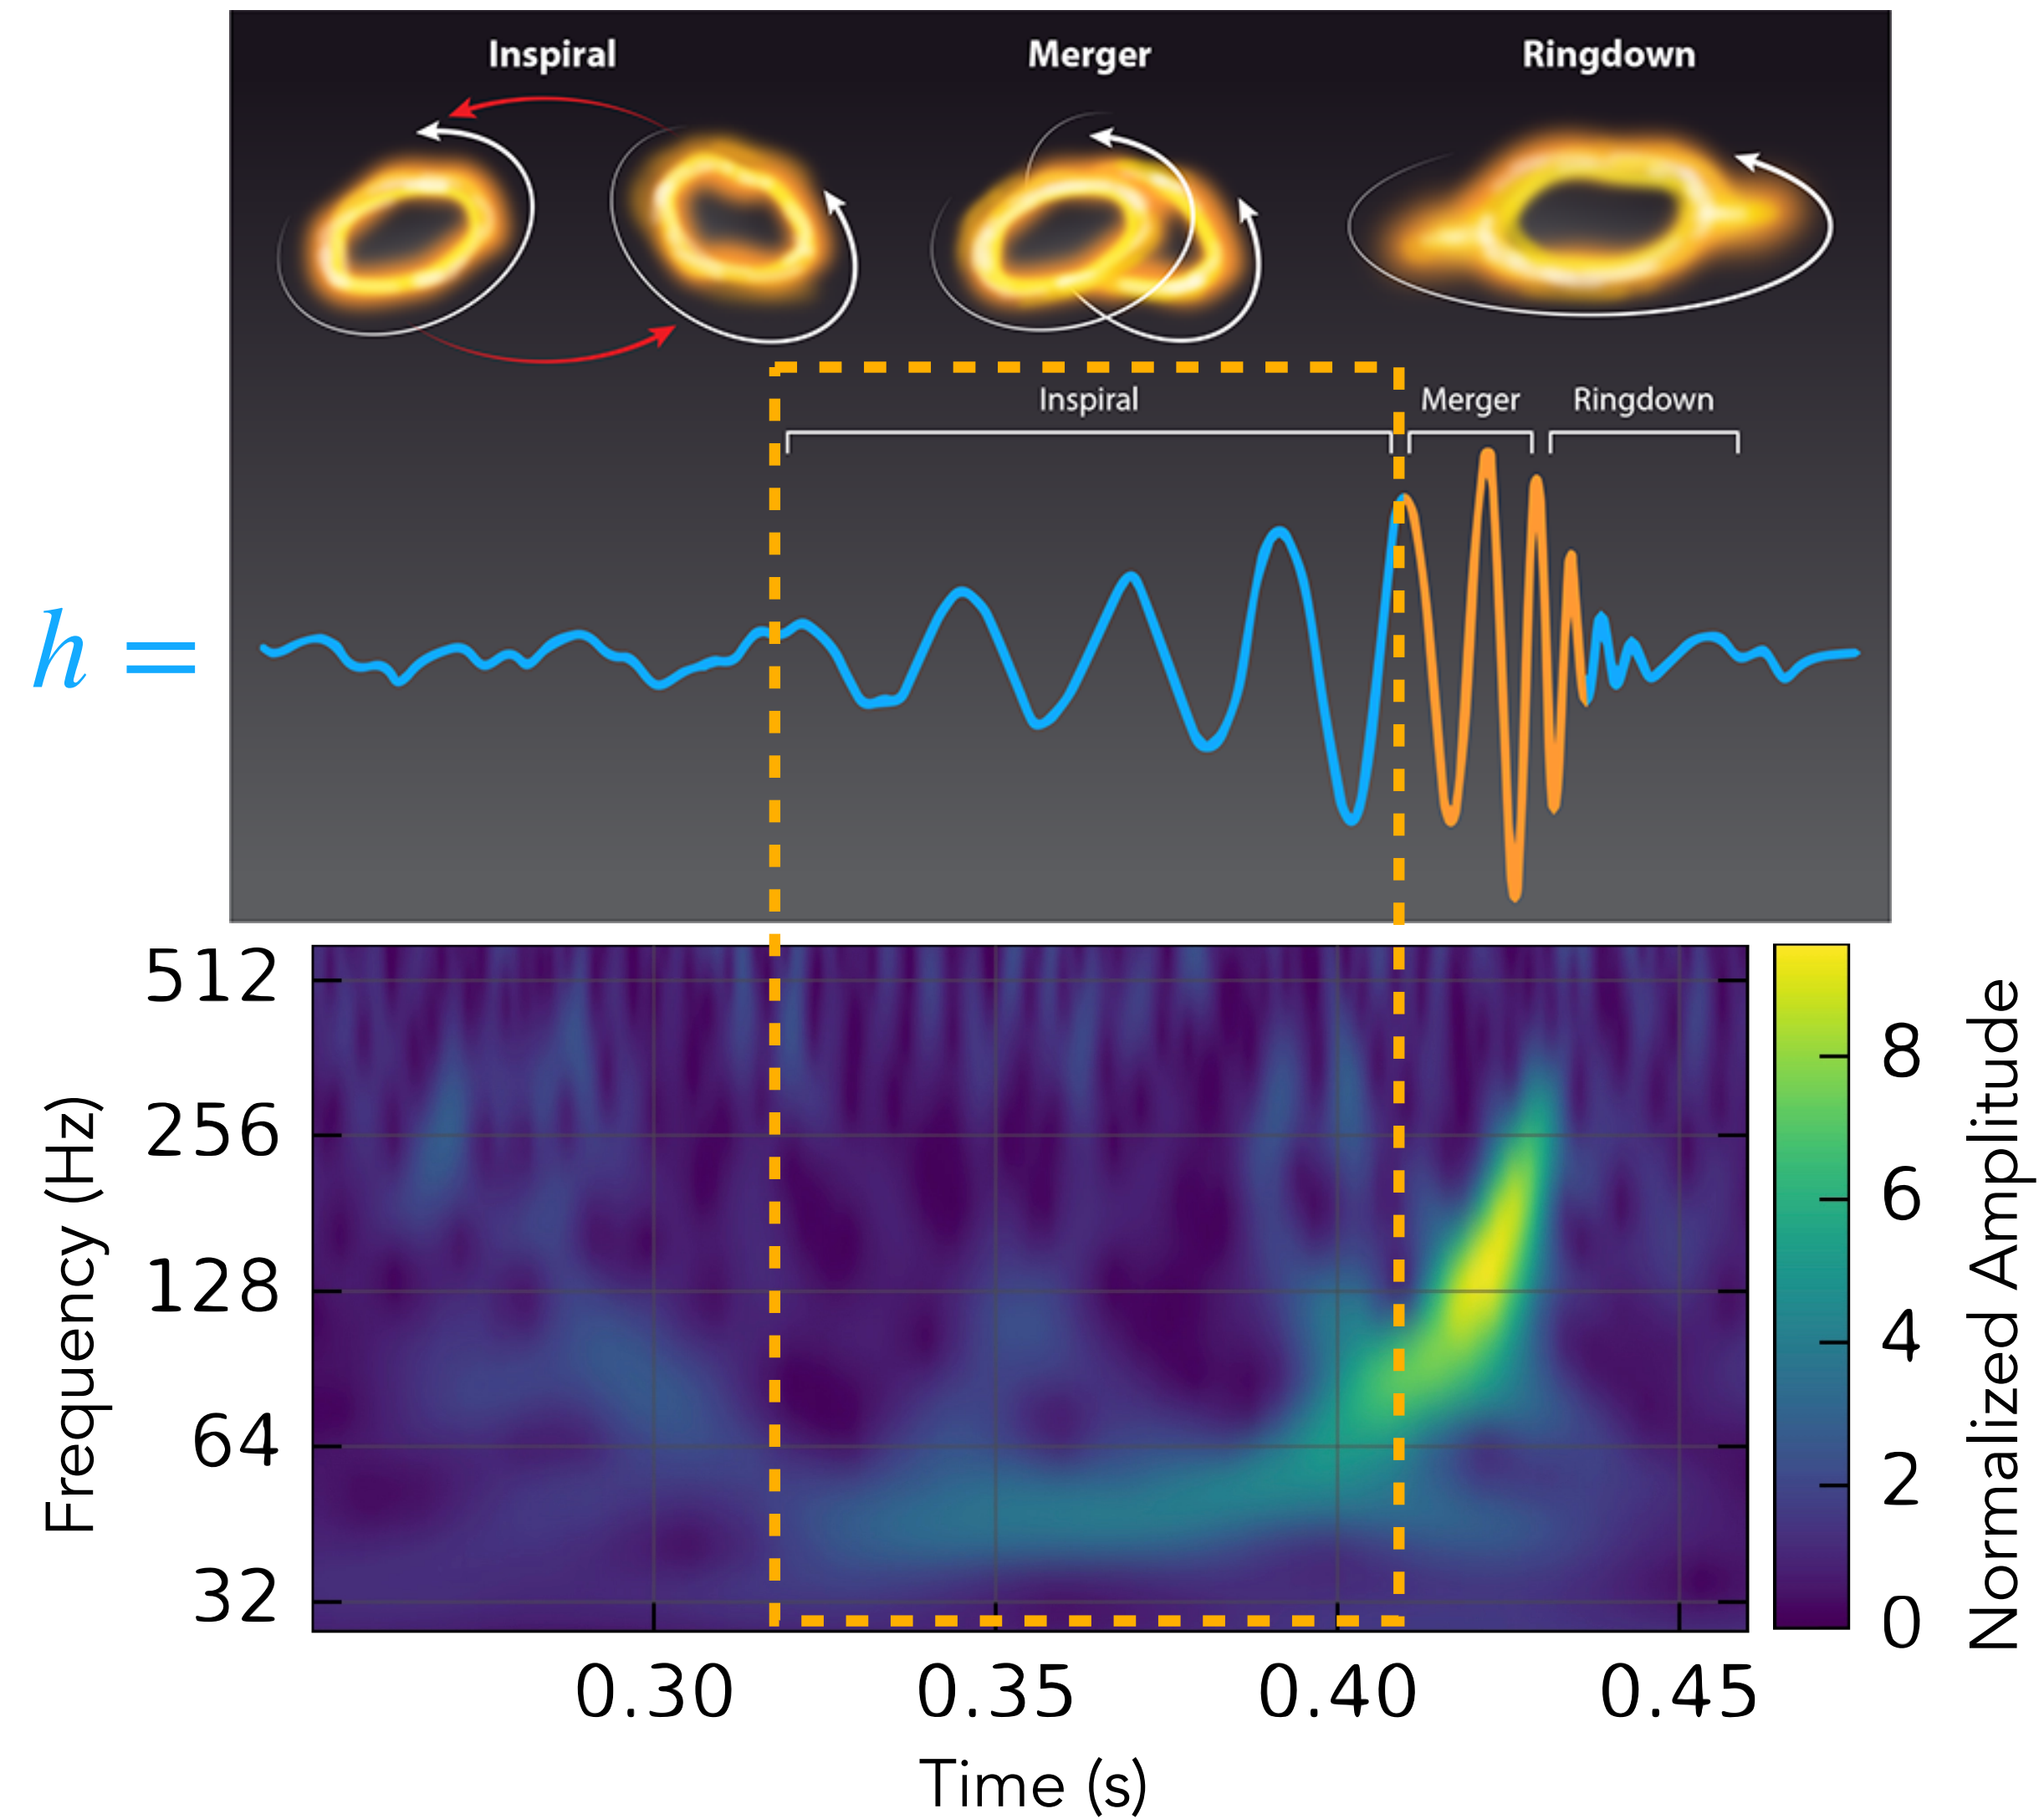 Inspiral
Merger
Ringdown
Inspiral
Merger
Ringdown
h =
512
256
128
64
32
Frequency (Hz)
0.30
0.35
0.40
0.45
Time (s)
8
6
4
2
0
Normalized Amplitude